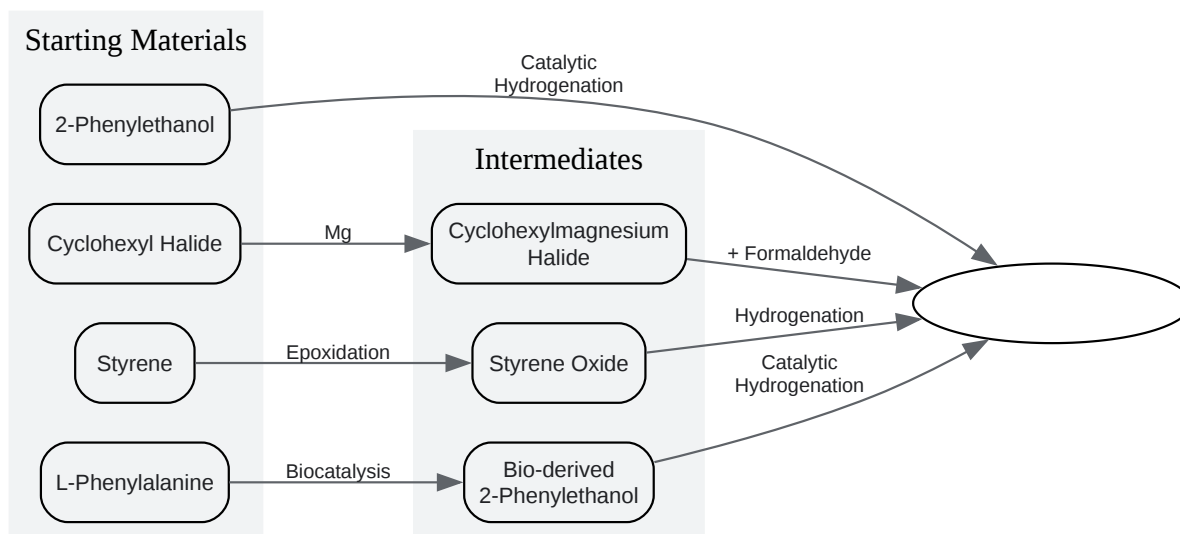 Starting Materials
Catalytic
Hydrogenation
2-Phenylethanol
Intermediates
Cyclohexyl Halide
Mg
Cyclohexylmagnesium
Halide
+ Formaldehyde
Styrene
Epoxidation
Styrene Oxide
Hydrogenation
Catalytic
Hydrogenation
L-Phenylalanine
Biocatalysis
Bio-derived
2-Phenylethanol